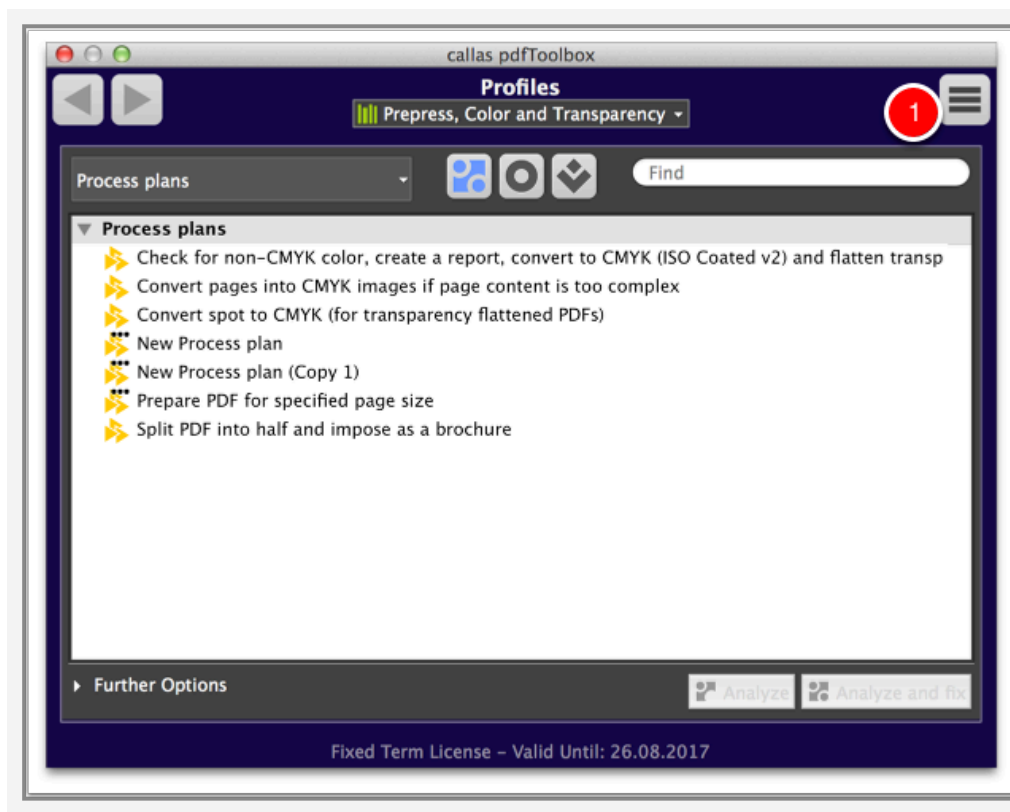 callas pdfToolbox
Profiles
Prepress, Color and Transparency
1
Process plans
Find
Process plans
Check for non-CMYK color, create a report, convert to CMYK (ISO Coated v2) and flatten transp
Convert pages into CMYK images if page content is too complex
Convert spot to CMYK (for transparency flattened PDFs)
New Process plan
New Process plan (Copy 1)
Prepare PDF for specified page size
Split PDF into half and impose as a brochure
Further Options
Analyze
Analyze and fix
Fixed Term License – Valid Until: 26.08.2017